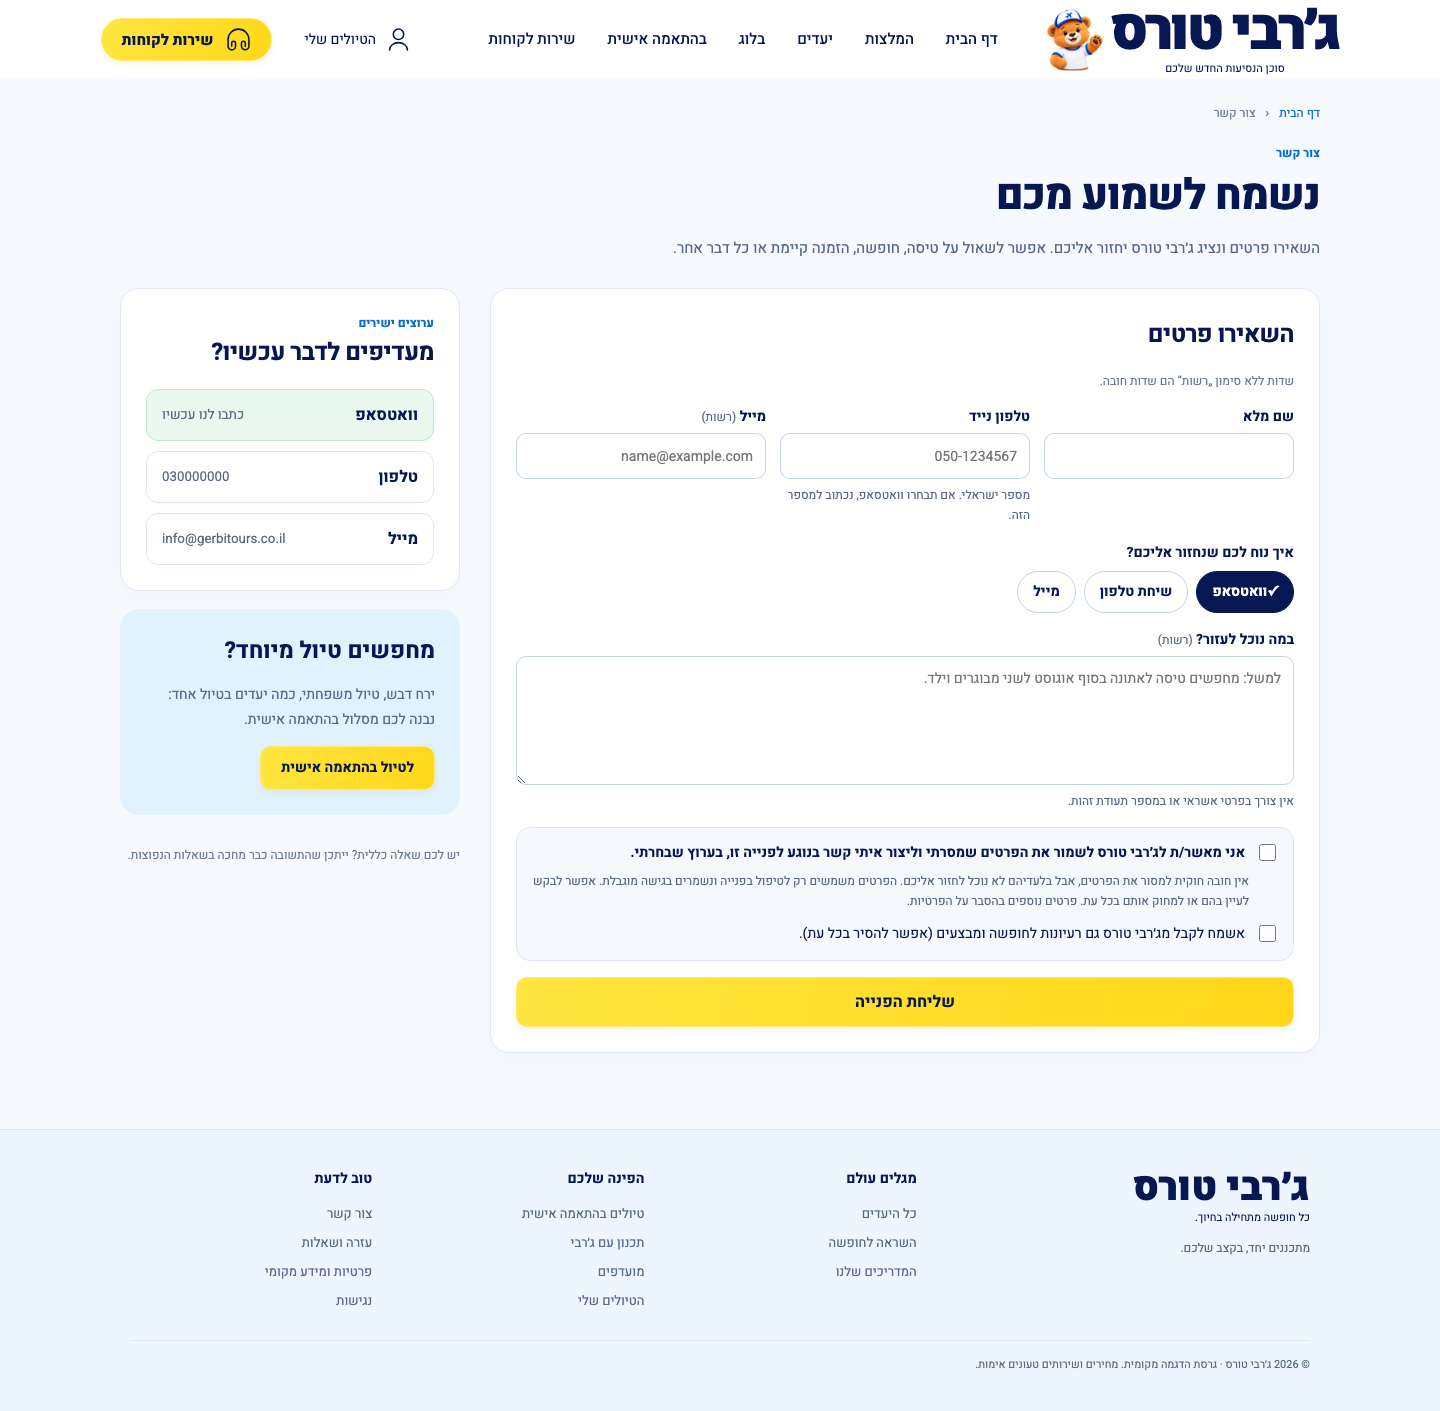 ג׳רבי טורס
סוכן הנסיעות החדש שלכם
דף הבית
המלצות
יעדים
בלוג
בהתאמה אישית
שירות לקוחות
הטיולים שלי
שירות לקוחות
דף הבית ‹ צור קשר
צור קשר
נשמח לשמוע מכם
השאירו פרטים ונציג ג׳רבי טורס יחזור אליכם. אפשר לשאול על טיסה, חופשה, הזמנה קיימת או כל דבר אחר.
השאירו פרטים
שדות ללא סימון „רשות” הם שדות חובה.
שם מלא
טלפון נייד
050-1234567
מספר ישראלי. אם תבחרו וואטסאפ, נכתוב למספר
הזה.
מייל (רשות)
name@example.com
איך נוח לכם שנחזור אליכם?
✓וואטסאפ
שיחת טלפון
מייל
במה נוכל לעזור? (רשות)
למשל: מחפשים טיסה לאתונה בסוף אוגוסט לשני מבוגרים וילד.
אין צורך בפרטי אשראי או במספר תעודת זהות.
אני מאשר/ת לג׳רבי טורס לשמור את הפרטים שמסרתי וליצור איתי קשר בנוגע לפנייה זו, בערוץ שבחרתי.
אין חובה חוקית למסור את הפרטים, אבל בלעדיהם לא נוכל לחזור אליכם. הפרטים משמשים רק לטיפול בפנייה ונשמרים בגישה מוגבלת. אפשר לבקש
לעיין בהם או למחוק אותם בכל עת. פרטים נוספים בהסבר על הפרטיות.
אשמח לקבל מג׳רבי טורס גם רעיונות לחופשה ומבצעים (אפשר להסיר בכל עת).
שליחת הפנייה
ערוצים ישירים
מעדיפים לדבר עכשיו?
וואטסאפ
כתבו לנו עכשיו
טלפון
030000000
מייל
info@gerbitours.co.il
מחפשים טיול מיוחד?
ירח דבש, טיול משפחתי, כמה יעדים בטיול אחד:
נבנה לכם מסלול בהתאמה אישית.
לטיול בהתאמה אישית
יש לכם שאלה כללית? ייתכן שהתשובה כבר מחכה בשאלות הנפוצות.
ג׳רבי טורס
כל חופשה מתחילה בחיוך.
מתכננים יחד, בקצב שלכם.
מגלים עולם
כל היעדים
השראה לחופשה
המדריכים שלנו
הפינה שלכם
טיולים בהתאמה אישית
תכנון עם ג׳רבי
מועדפים
הטיולים שלי
טוב לדעת
צור קשר
עזרה ושאלות
פרטיות ומידע מקומי
נגישות
© 2026 ג׳רבי טורס · גרסת הדגמה מקומית. מחירים ושירותים טעונים אימות.